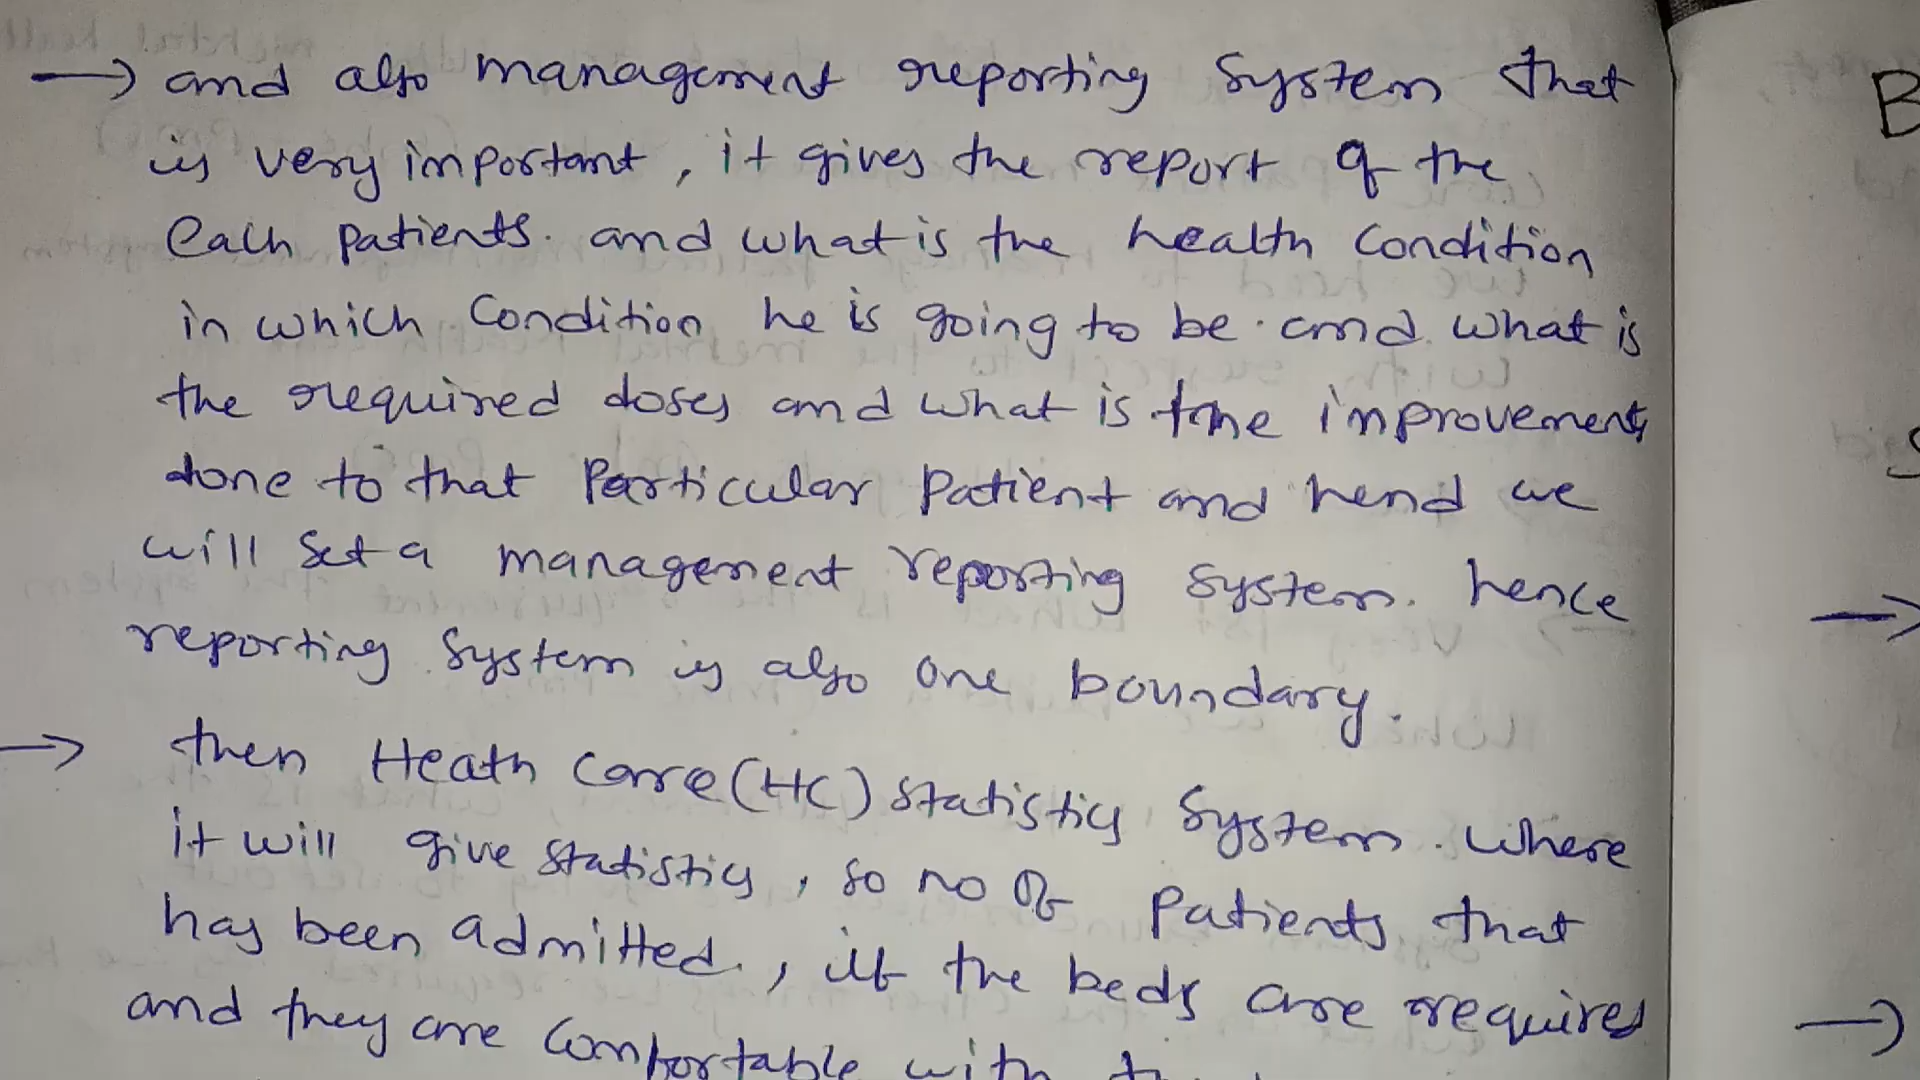 → and also management reporting system that
is very important, it gives the report of the
each patients. and what is the health condition
in which condition he is going to be. and what is
the required doses and what is the improvements
done to that Particular Patient and hend we
will set a management reporting system. hence
reporting system is also one boundary.
→ then Heath Care (HC) statistics system. where
it will give statistics, so no of patients that
has been admitted., if the beds are requires
and they are comfortable with
B
S
→
→